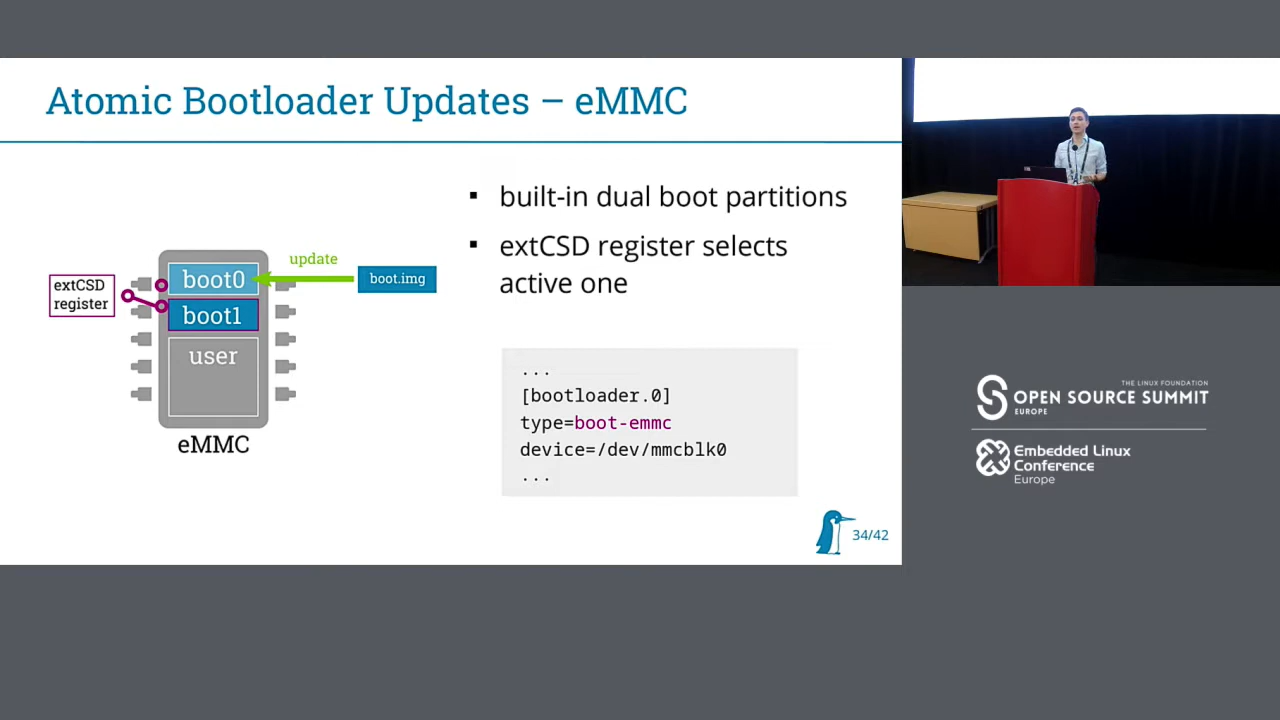 Atomic Bootloader Updates – eMMC
▪ built-in dual boot partitions
▪ extCSD register selects
active one
update
boot.img
extCSD
register
boot0
boot1
user
eMMC
...
[bootloader.0]
type=boot-emmc
device=/dev/mmcblk0
...
34/42
THE LINUX FOUNDATION
OPEN SOURCE SUMMIT
EUROPE
Embedded Linux
Conference
Europe